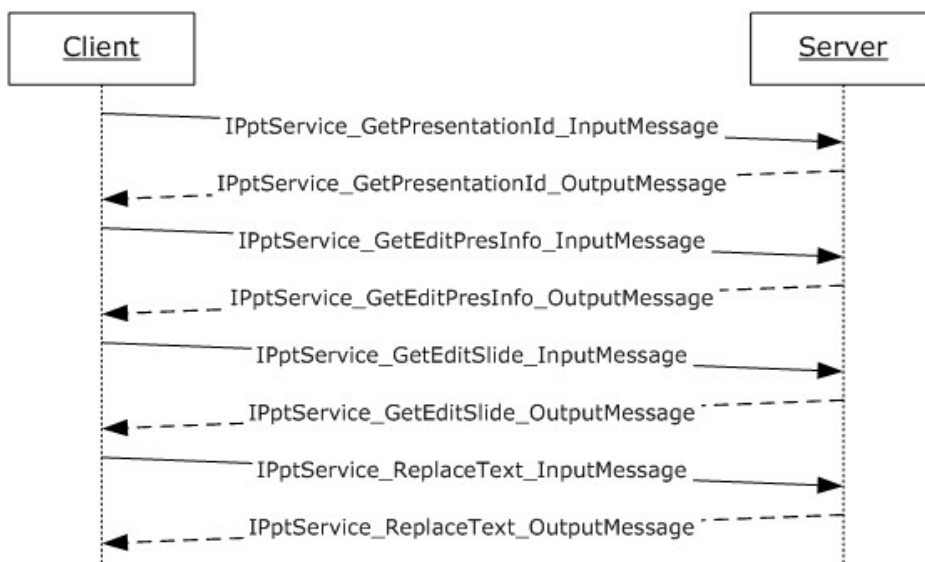 Client
Server
IPptService_GetPresentationId_InputMessage
IPptService_GetPresentationId_OutputMessage
IPptService_GetEditPresInfo_InputMessage
IPptService_GetEditPresInfo_OutputMessage
IPptService_GetEditSlide_InputMessage
IPptService_GetEditSlide_OutputMessage
IPptService_ReplaceText_InputMessage
IPptService_ReplaceText_OutputMessage